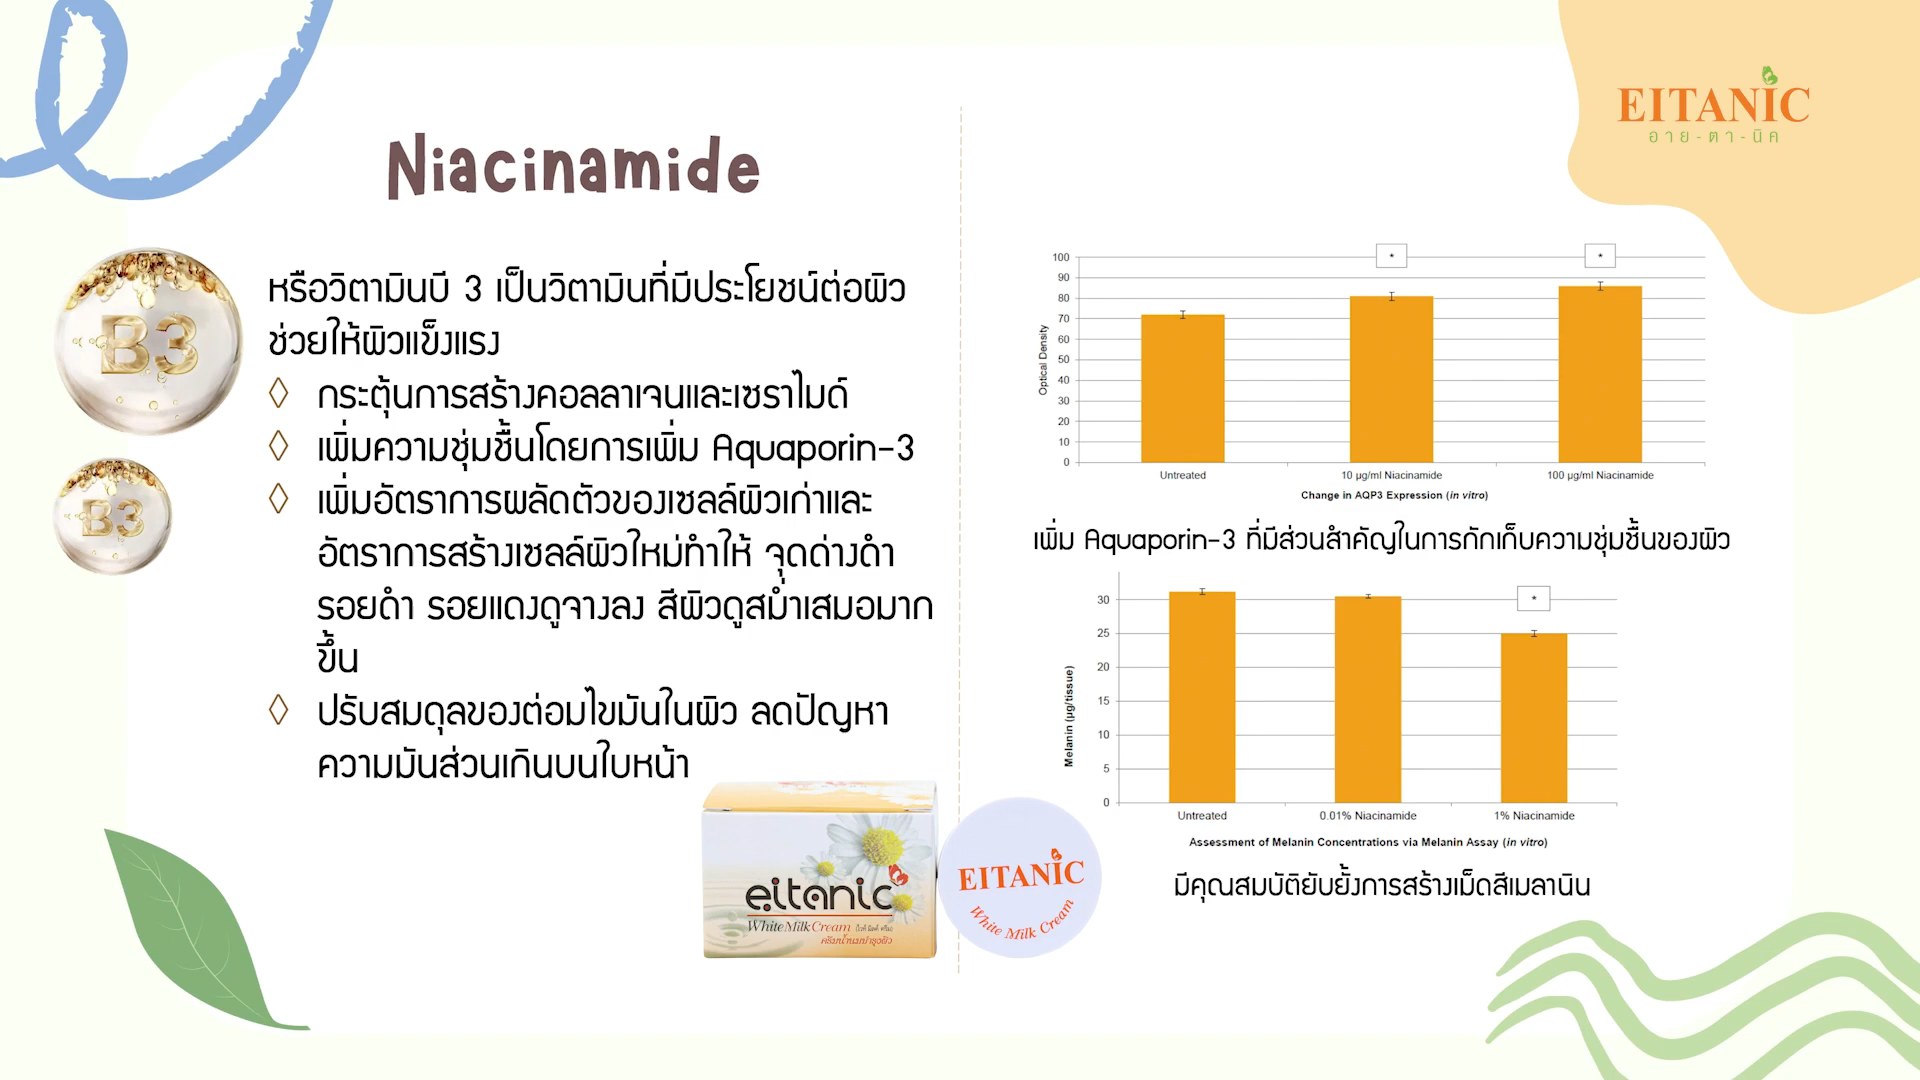 EITANIC
อาย-ตา-นิค
Niacinamide
B3
B3
หรือวิตามินบี 3 เป็นวิตามินที่มีประโยชน์ต่อผิว
ช่วยให้ผิวแข็งแรง
◊ กระตุ้นการสร้างคอลลาเจนและเซราไมด์
◊ เพิ่มความชุ่มชื้นโดยการเพิ่ม Aquaporin-3
◊ เพิ่มอัตราการผลัดตัวของเซลล์ผิวเก่าและ
อัตราการสร้างเซลล์ผิวใหม่ทำให้ จุดด่างดำ
รอยดำ รอยแดงดูจางลง สีผิวดูสม่ำเสมอมาก
ขึ้น
◊ ปรับสมดุลของต่อมไขมันในผิว ลดปัญหา
ความมันส่วนเกินบนใบหน้า
eitanic
White Milk Cream (ไวท์ มิลค์ ครีม)
ครีมน้ำนมบำรุงผิว
EITANIC
White Milk Cream
Optical Density
100
90
80
70
60
50
40
30
20
10
0
* *
Untreated 10 µg/ml Niacinamide 100 µg/ml Niacinamide
Change in AQP3 Expression (in vitro)
เพิ่ม Aquaporin-3 ที่มีส่วนสำคัญในการกักเก็บความชุ่มชื้นของผิว
Melanin (µg/tissue)
30
25
20
15
10
5
0
*
Untreated 0.01% Niacinamide 1% Niacinamide
Assessment of Melanin Concentrations via Melanin Assay (in vitro)
มีคุณสมบัติยับยั้งการสร้างเม็ดสีเมลานิน